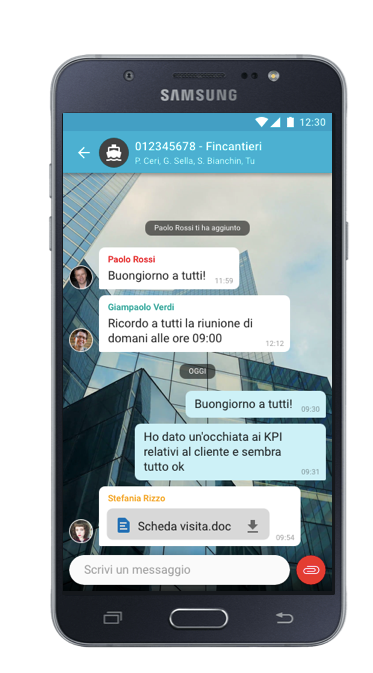 SAMSUNG
12:30
012345678 - Fincantieri
P. Ceri, G. Sella, S. Bianchin, Tu
Paolo Rossi ti ha aggiunto
Paolo Rossi
Buongiorno a tutti!
11:59
Giampaolo Verdi
Ricordo a tutti la riunione di
domani alle ore 09:00
12:12
OGGI
Buongiorno a tutti!
09:30
Ho dato un'occhiata ai KPI
relativi al cliente e sembra
tutto ok
09:31
Stefania Rizzo
Scheda visita.doc
09:54
Scrivi un messaggio